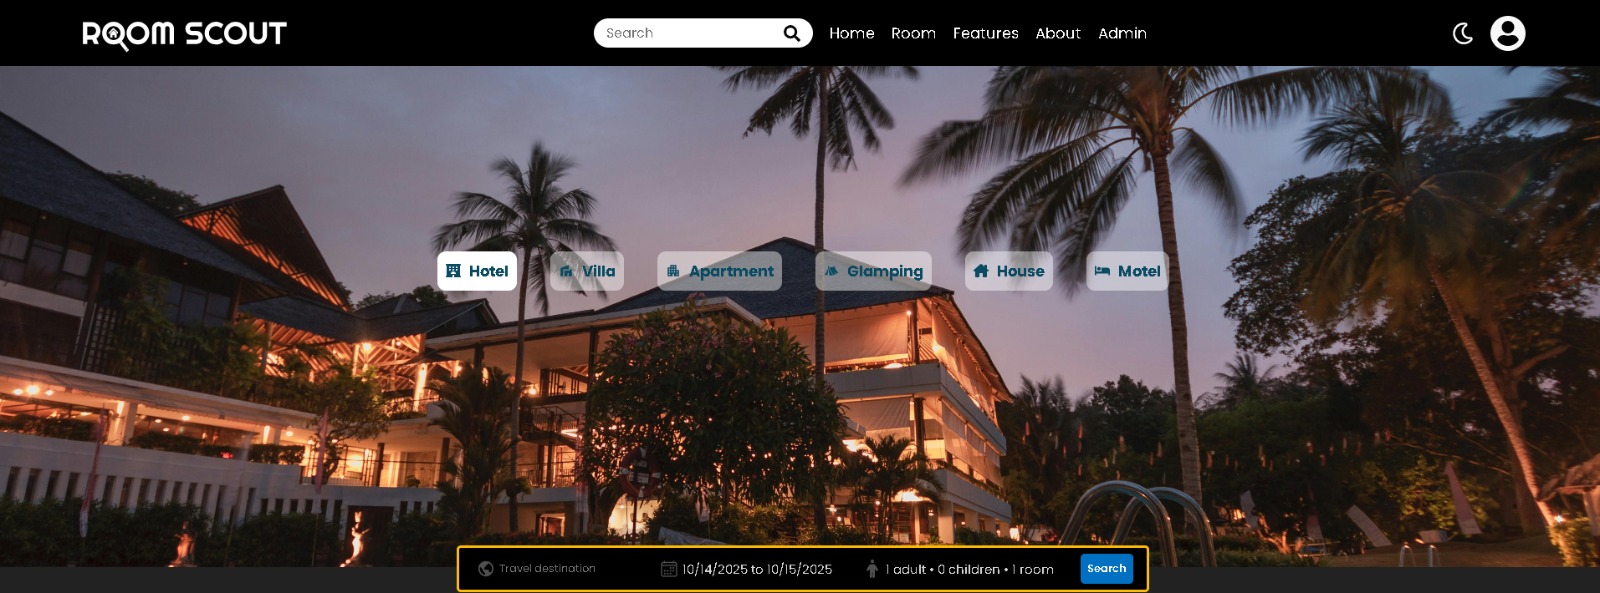 ROOM SCOUT
Search
Home Room Features About Admin
Hotel Villa Apartment Glamping House Motel
Travel destination 10/14/2025 to 10/15/2025 1 adult • 0 children • 1 room Search